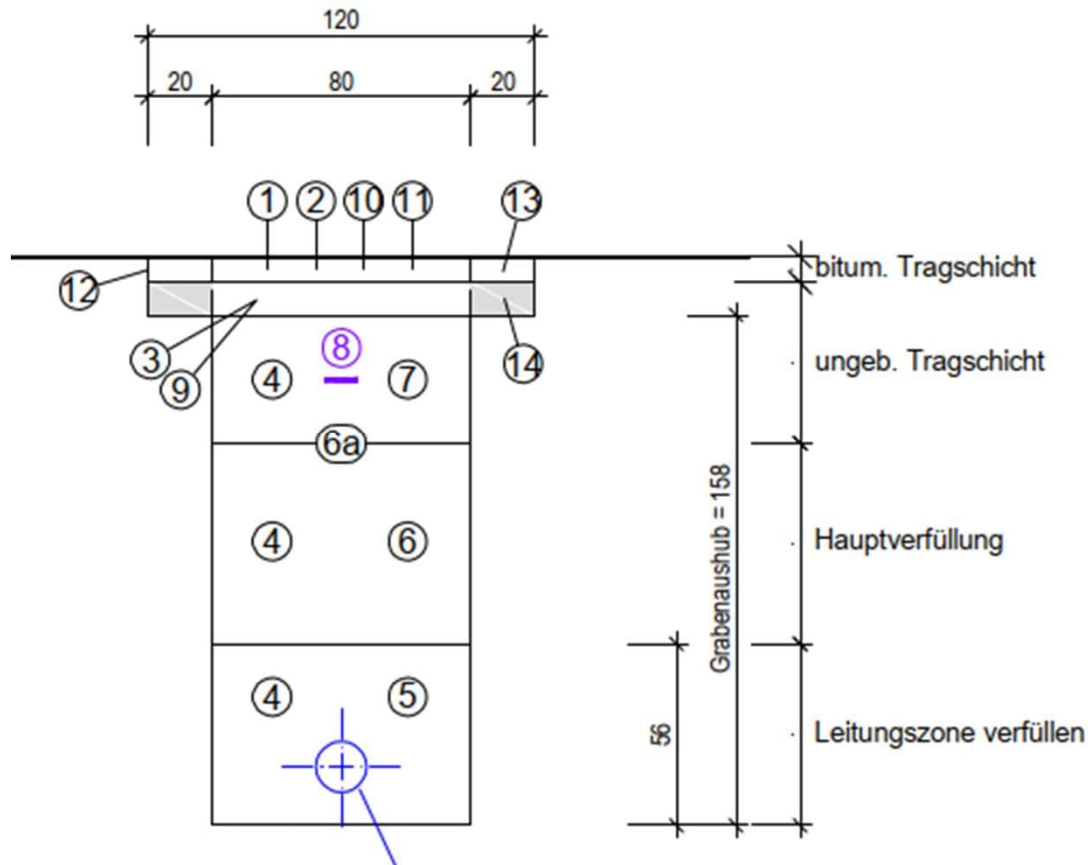 120
20 80 20
1 2 10 11 13
bitum. Tragschicht
12
3 8 14
ungeb. Tragschicht
9 4 7
6a
Grabenaushub = 158
4 6
Hauptverfüllung
4 5
56
Leitungszone verfüllen